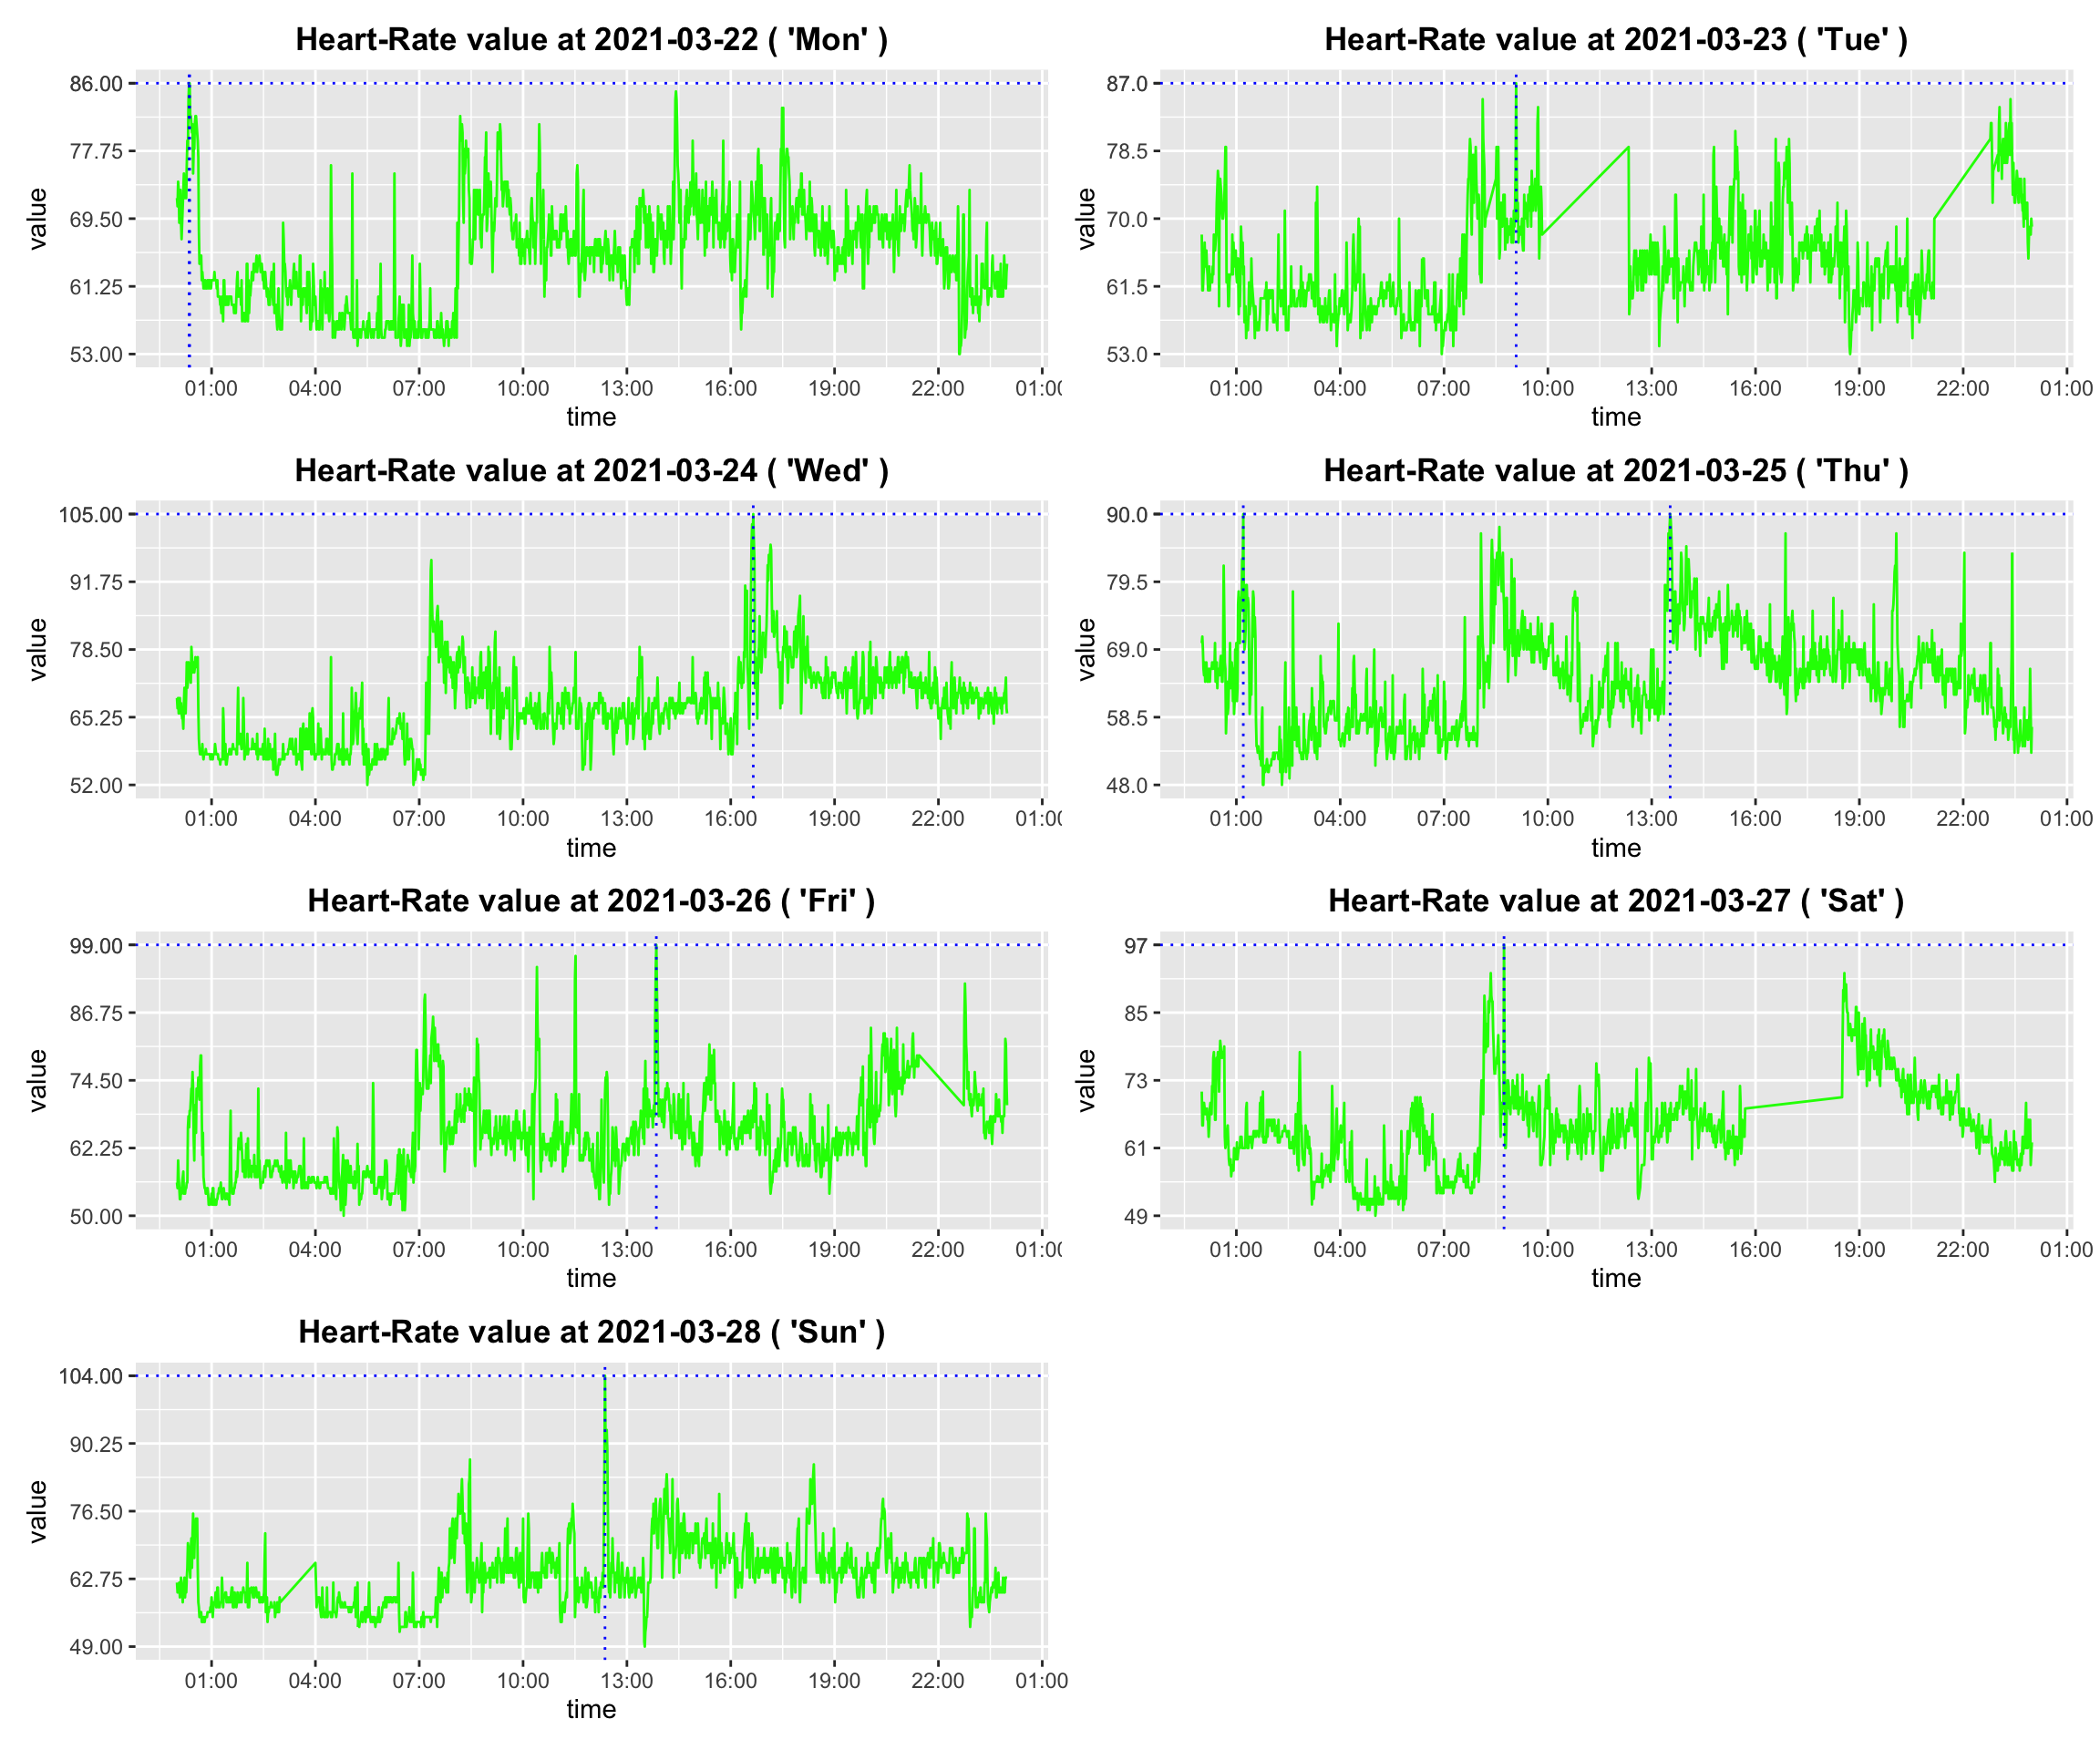 Heart-Rate value at 2021-03-22 ( 'Mon' )
86.00
77.75
69.50
61.25
53.00
value
01:00 04:00 07:00 10:00 13:00 16:00 19:00 22:00 01:0
time
Heart-Rate value at 2021-03-23 ( 'Tue' )
87.0
78.5
70.0
61.5
53.0
value
01:00 04:00 07:00 10:00 13:00 16:00 19:00 22:00 01:00
time
Heart-Rate value at 2021-03-24 ( 'Wed' )
105.00
91.75
78.50
65.25
52.00
value
01:00 04:00 07:00 10:00 13:00 16:00 19:00 22:00 01:0
time
Heart-Rate value at 2021-03-25 ( 'Thu' )
90.0
79.5
69.0
58.5
48.0
value
01:00 04:00 07:00 10:00 13:00 16:00 19:00 22:00 01:00
time
Heart-Rate value at 2021-03-26 ( 'Fri' )
99.00
86.75
74.50
62.25
50.00
value
01:00 04:00 07:00 10:00 13:00 16:00 19:00 22:00 01:00
time
Heart-Rate value at 2021-03-27 ( 'Sat' )
97
85
73
61
49
value
01:00 04:00 07:00 10:00 13:00 16:00 19:00 22:00 01:00
time
Heart-Rate value at 2021-03-28 ( 'Sun' )
104.00
90.25
76.50
62.75
49.00
value
01:00 04:00 07:00 10:00 13:00 16:00 19:00 22:00 01:00
time